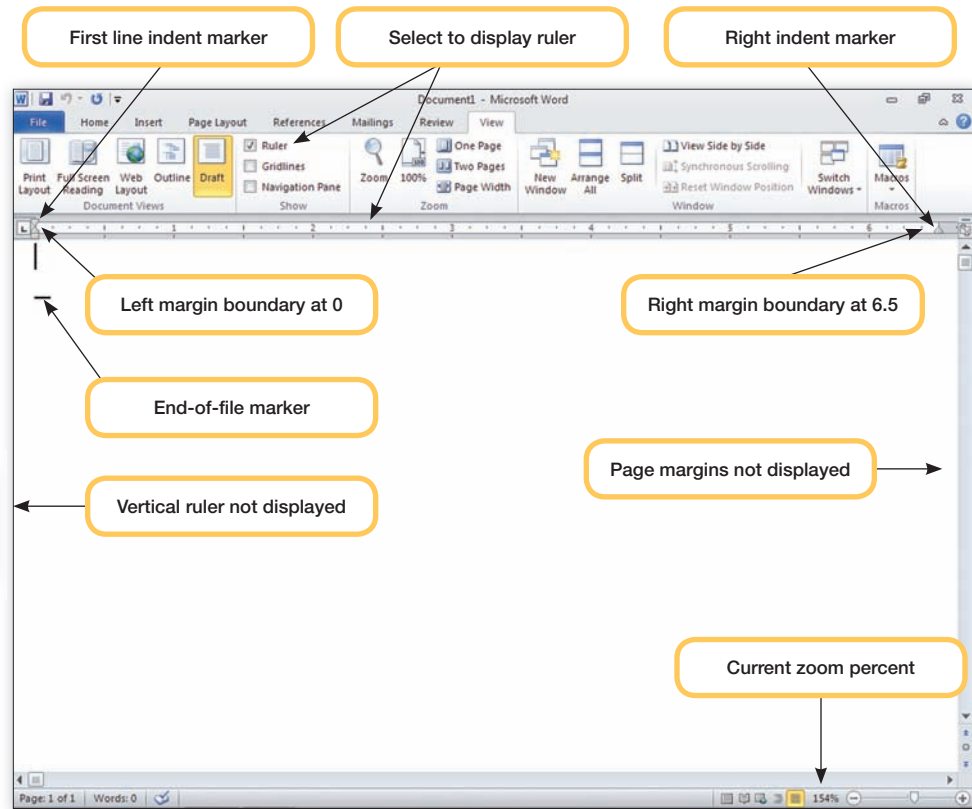 First line indent marker
Select to display ruler
Right indent marker
Document1 - Microsoft Word
File Home Insert Page Layout References Mailings Review View
Print Layout
Full Screen Reading
Web Layout
Outline
Draft
Document Views
Ruler
Gridlines
Navigation Pane
Show
Zoom
100%
One Page
Two Pages
Page Width
Zoom
New Window
Arrange All
Split
View Side by Side
Synchronous Scrolling
Reset Window Position
Switch Windows
Window
Macros
Macros
L
1 2 3 4 5 6
Left margin boundary at 0
Right margin boundary at 6.5
End-of-file marker
Page margins not displayed
Vertical ruler not displayed
Current zoom percent
Page: 1 of 1 Words: 0
154%